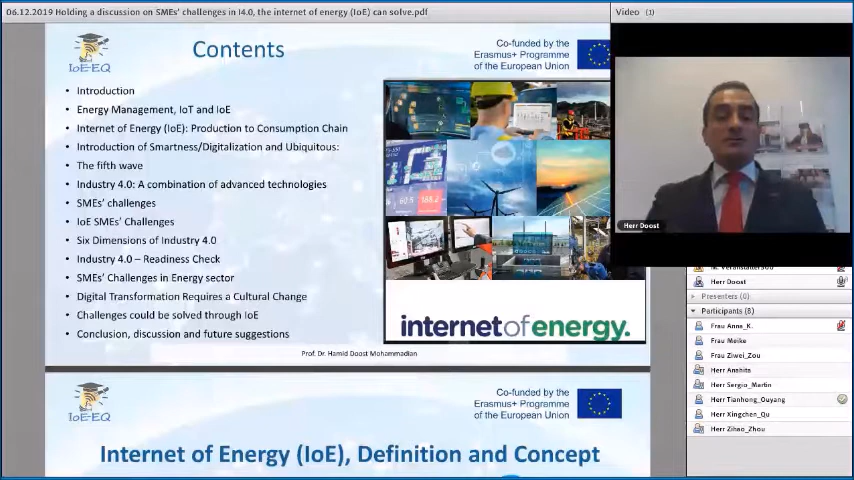 06.12.2019 Holding a discussion on SMEs' challenges in I4.0, the internet of energy (IoE) can solve.pdf
Video (1)
IoE-EQ
Contents
Co-funded by the
Erasmus+ Programme
of the European Union
• Introduction
• Energy Management, IoT and IoE
• Internet of Energy (IoE): Production to Consumption Chain
• Introduction of Smartness/Digitalization and Ubiquitous:
• The fifth wave
• Industry 4.0: A combination of advanced technologies
• SMEs' challenges
• IoE SMEs' Challenges
• Six Dimensions of Industry 4.0
• Industry 4.0 – Readiness Check
• SMEs' Challenges in Energy sector
• Digital Transformation Requires a Cultural Change
• Challenges could be solved through IoE
• Conclusion, discussion and future suggestions
internetofenergy.
Prof. Dr. Hamid Doost Mohammadian
IoE-EQ
Co-funded by the
Erasmus+ Programme
of the European Union
Internet of Energy (IoE), Definition and Concept
Herr Doost
Herr Doost
Presenters (0)
Participants (8)
Frau Anna_K.
Frau Meike
Frau Ziwei_Zou
Herr Anshita
Herr Sergio_Martin
Herr Tianhong_Ouyang
Herr Xingchen_Qu
Herr Zihao_Zhou